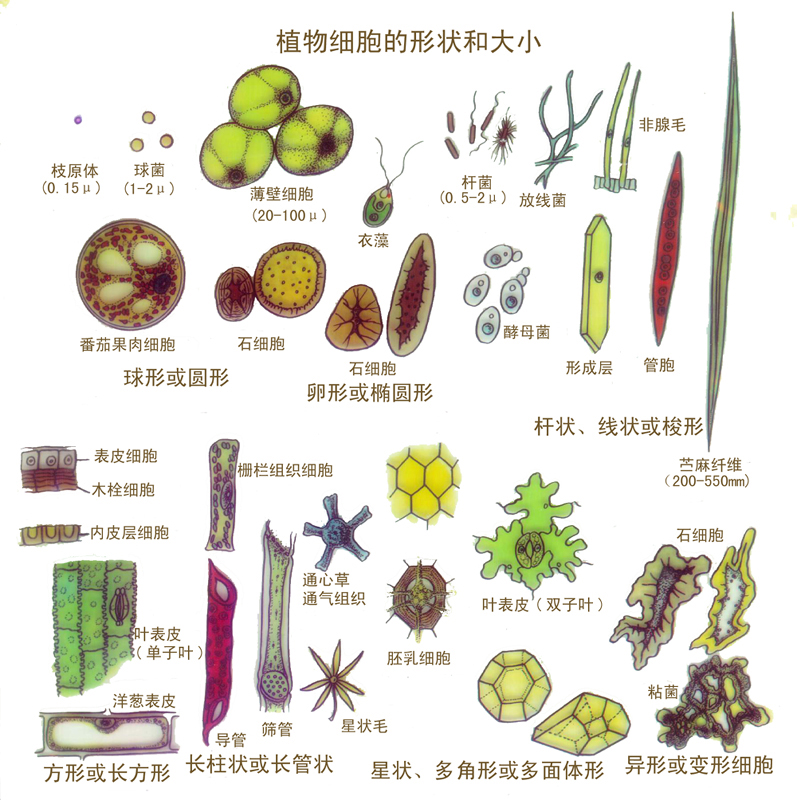 植物细胞的形状和大小
枝原体
(0.15μ)
球菌
(1-2μ)
薄壁细胞
(20-100μ)
衣藻
杆菌
(0.5-2μ)
放线菌
非腺毛
番茄果肉细胞
石细胞
石细胞
酵母菌
形成层
管胞
球形或圆形
卵形或椭圆形
杆状、线状或梭形
苎麻纤维
(200-550mm)
表皮细胞
木栓细胞
内皮层细胞
叶表皮
(单子叶)
洋葱表皮
方形或长方形
栅栏组织细胞
通心草
通气组织
导管
筛管
星状毛
长柱状或长管状
胚乳细胞
叶表皮(双子叶)
星状、多角形或多面体形
石细胞
粘菌
异形或变形细胞